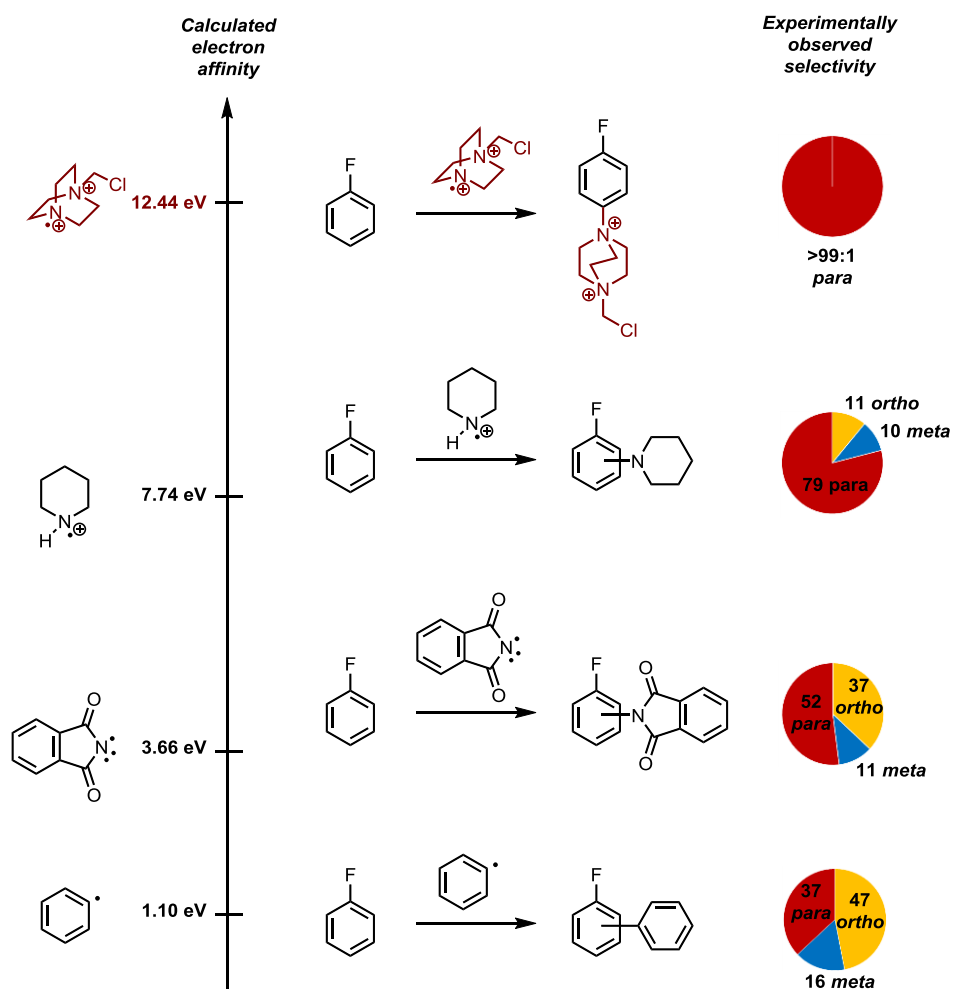 Calculated
electron
affinity
Experimentally
observed
selectivity
F
N
⊕
Cl
N
•⊕
F
N
⊕
N
⊕
Cl
N
⊕
Cl
N
•⊕
12.44 eV
>99:1
para
F
N
H
•⊕
F
N
11 ortho
10 meta
79 para
7.74 eV
N
H
•⊕
O
N
O
F
F
O
N
O
37
ortho
52
para
11 meta
O
N
O
3.66 eV
F
F
37
para
47
ortho
16 meta
1.10 eV